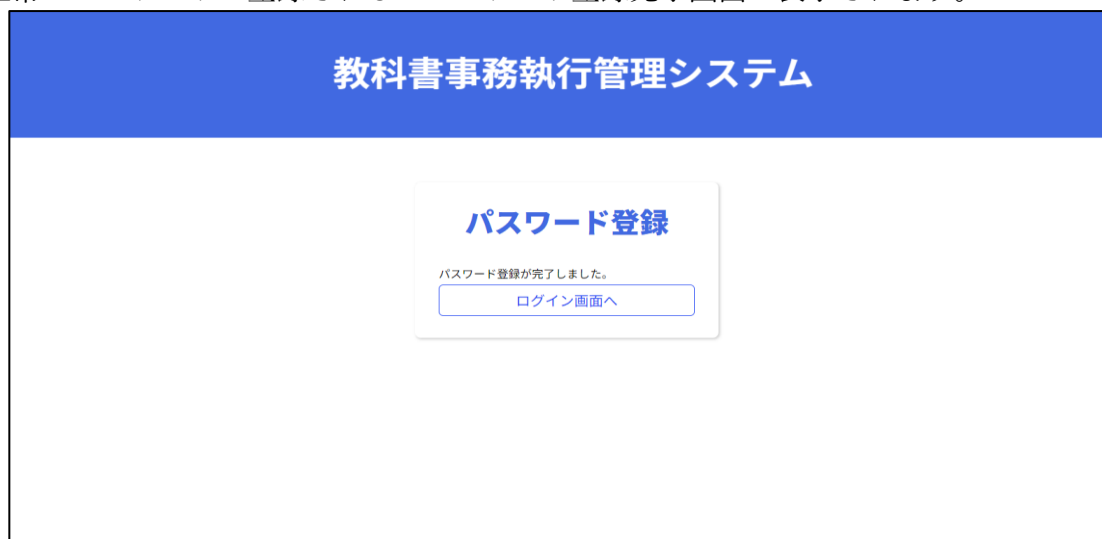 教科書事務執行管理システム
パスワード登録
パスワード登録が完了しました。
ログイン画面へ